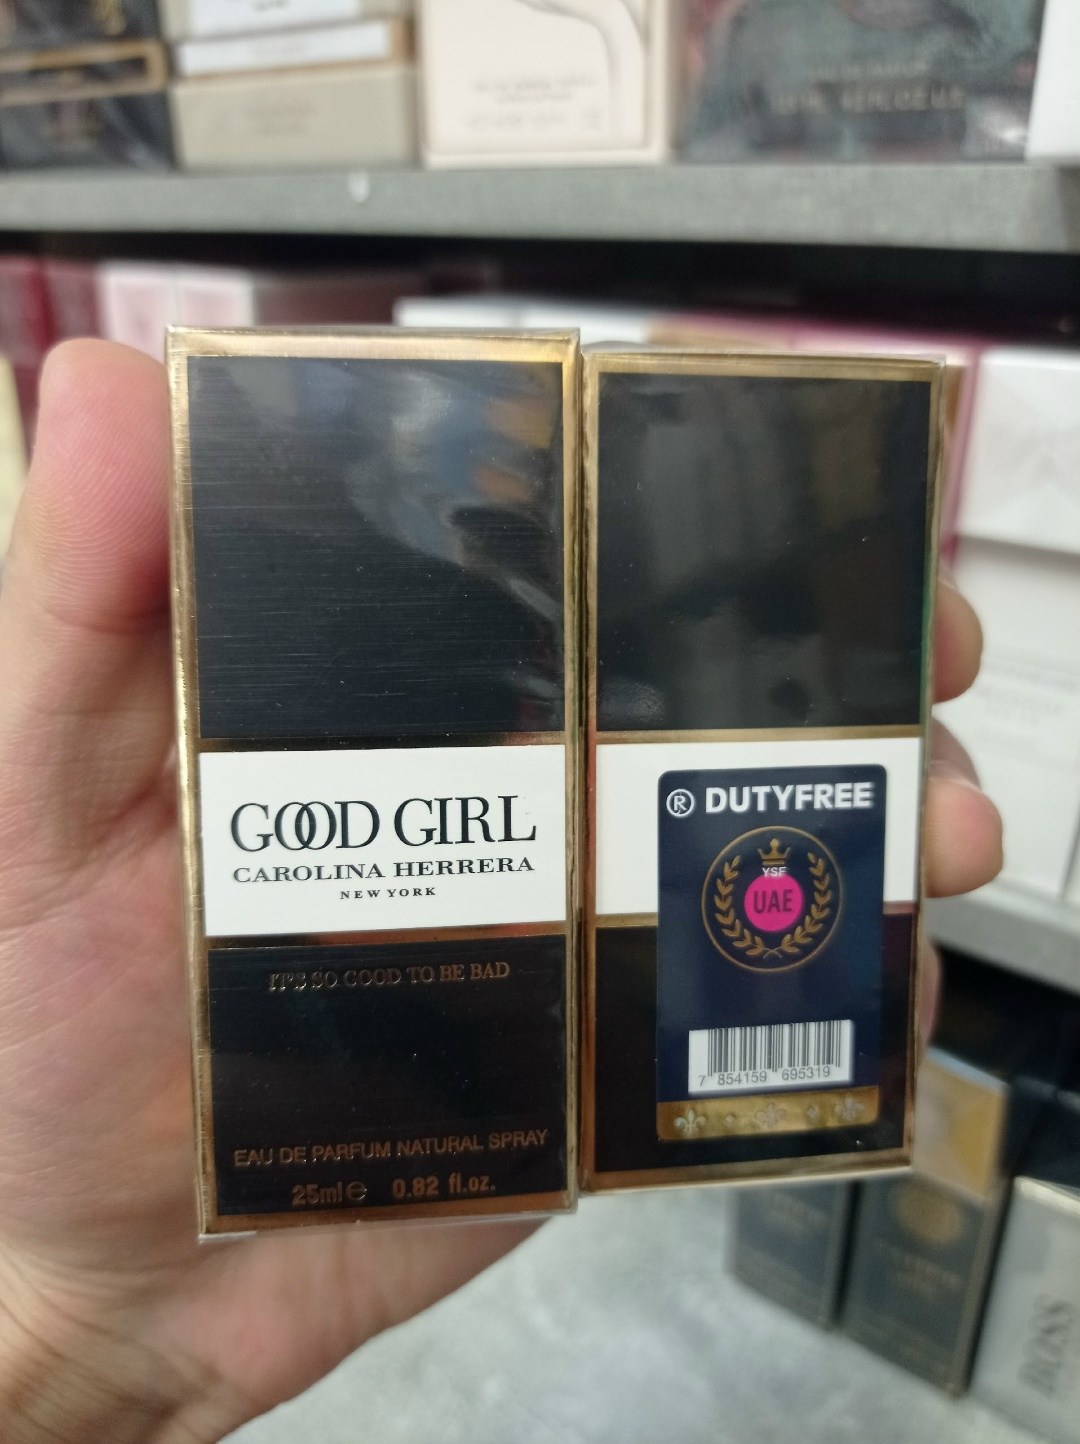 GOOD GIRL
CAROLINA HERRERA
NEW YORK
IT'S SO GOOD TO BE BAD
EAU DE PARFUM NATURAL SPRAY
25ml e 0.82 fl.oz.
® DUTYFREE
YSF
UAE
7 854159 695319
BOSS